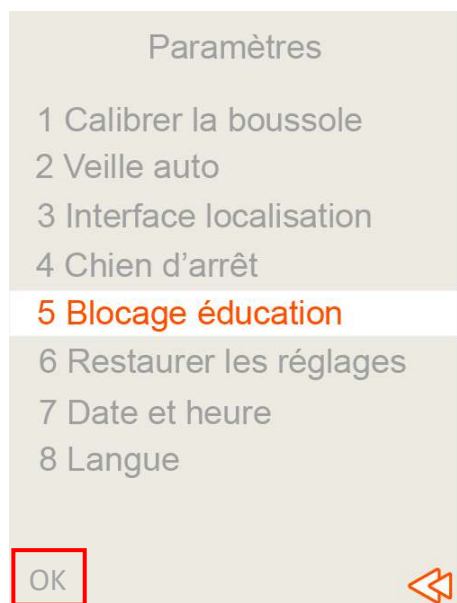 Paramètres
1 Calibrer la boussole
2 Veille auto
3 Interface localisation
4 Chien d’arrêt
5 Blocage éducation
6 Restaurer les réglages
7 Date et heure
8 Langue
OK